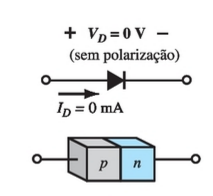 + V_D = 0 V −
(sem polarização)
I_D = 0 mA
p n